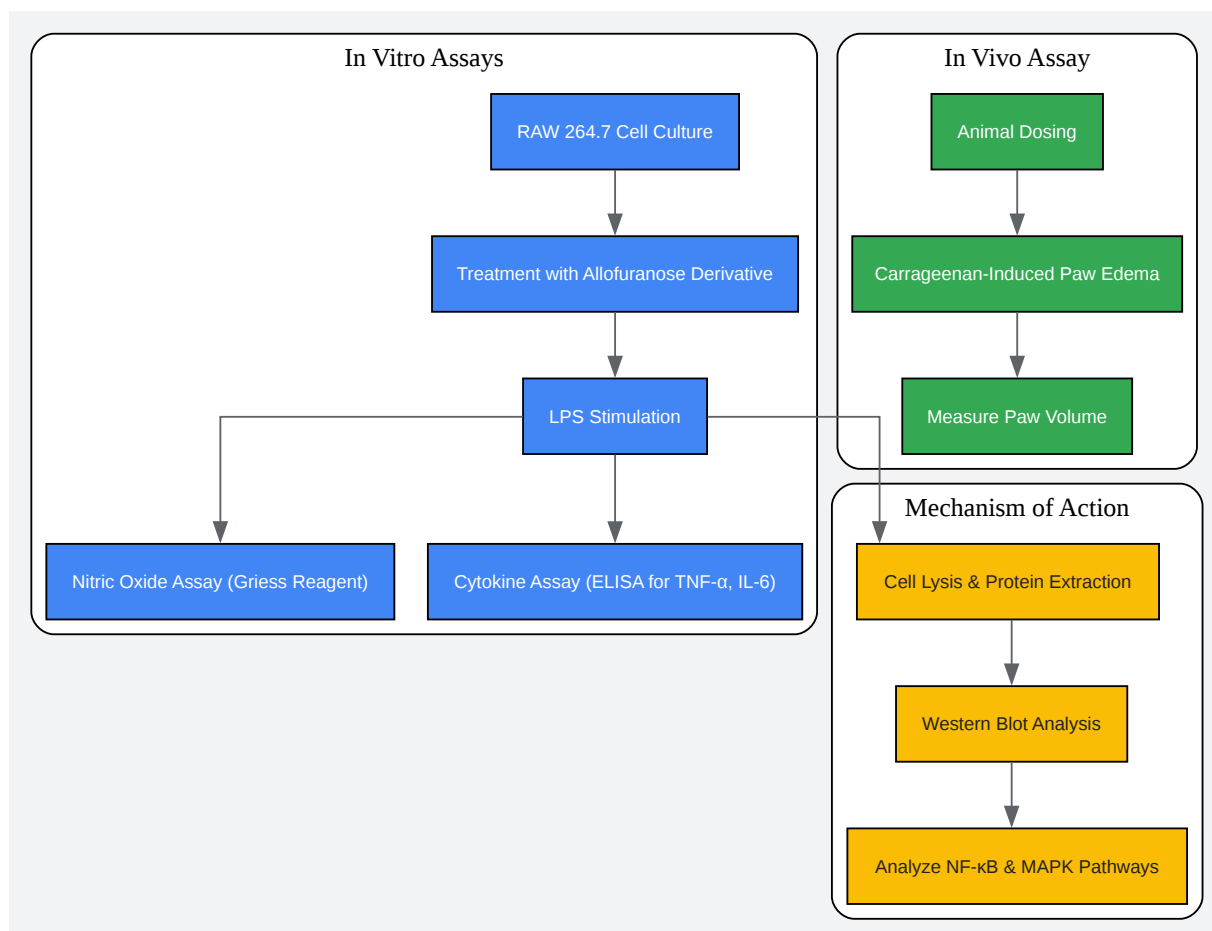 In Vitro Assays
RAW 264.7 Cell Culture
Treatment with Allofuranose Derivative
LPS Stimulation
Nitric Oxide Assay (Griess Reagent)
Cytokine Assay (ELISA for TNF-α, IL-6)
In Vivo Assay
Animal Dosing
Carrageenan-Induced Paw Edema
Measure Paw Volume
Mechanism of Action
Cell Lysis & Protein Extraction
Western Blot Analysis
Analyze NF-κB & MAPK Pathways